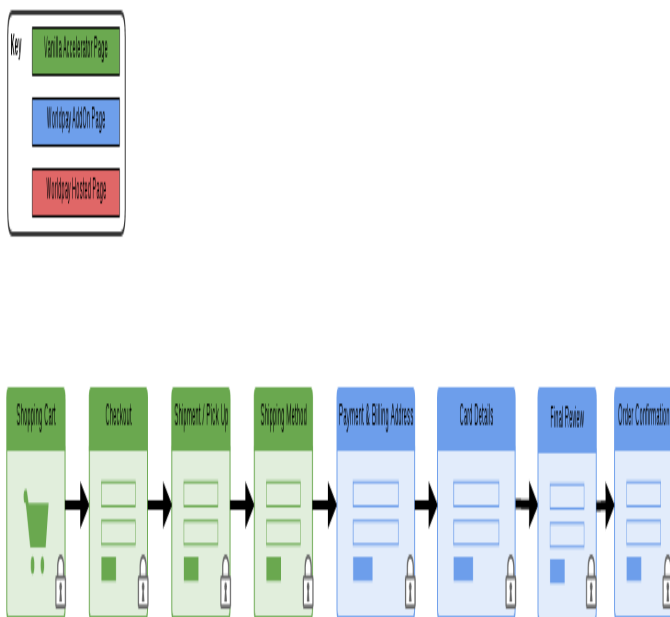 Key
Vanilla Accelerator Page
Worldpay AddOn Page
Worldpay Hosted Page
Shopping Cart
Checkout
Shipment / Pick Up
Shipping Method
Payment & Billing Address
Card Details
Final Review
Order Confirmation